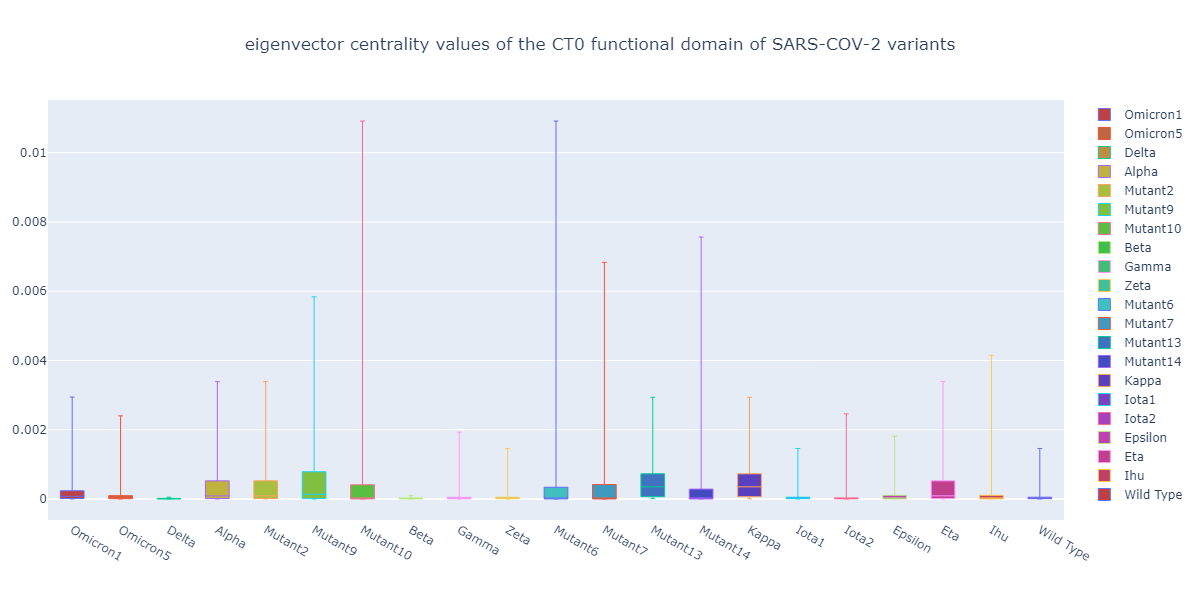 eigenvector centrality values of the CT0 functional domain of SARS-COV-2 variants
0.01
0.008
0.006
0.004
0.002
0
Omicron1
Omicron5
Delta
Alpha
Mutant2
Mutant9
Mutant10
Beta
Gamma
Zeta
Mutant6
Mutant7
Mutant13
Mutant14
Kappa
Iota1
Iota2
Epsilon
Eta
Ihu
Wild Type
Omicron1
Omicron5
Delta
Alpha
Mutant2
Mutant9
Mutant10
Beta
Gamma
Zeta
Mutant6
Mutant7
Mutant13
Mutant14
Kappa
Iota1
Iota2
Epsilon
Eta
Ihu
Wild Type